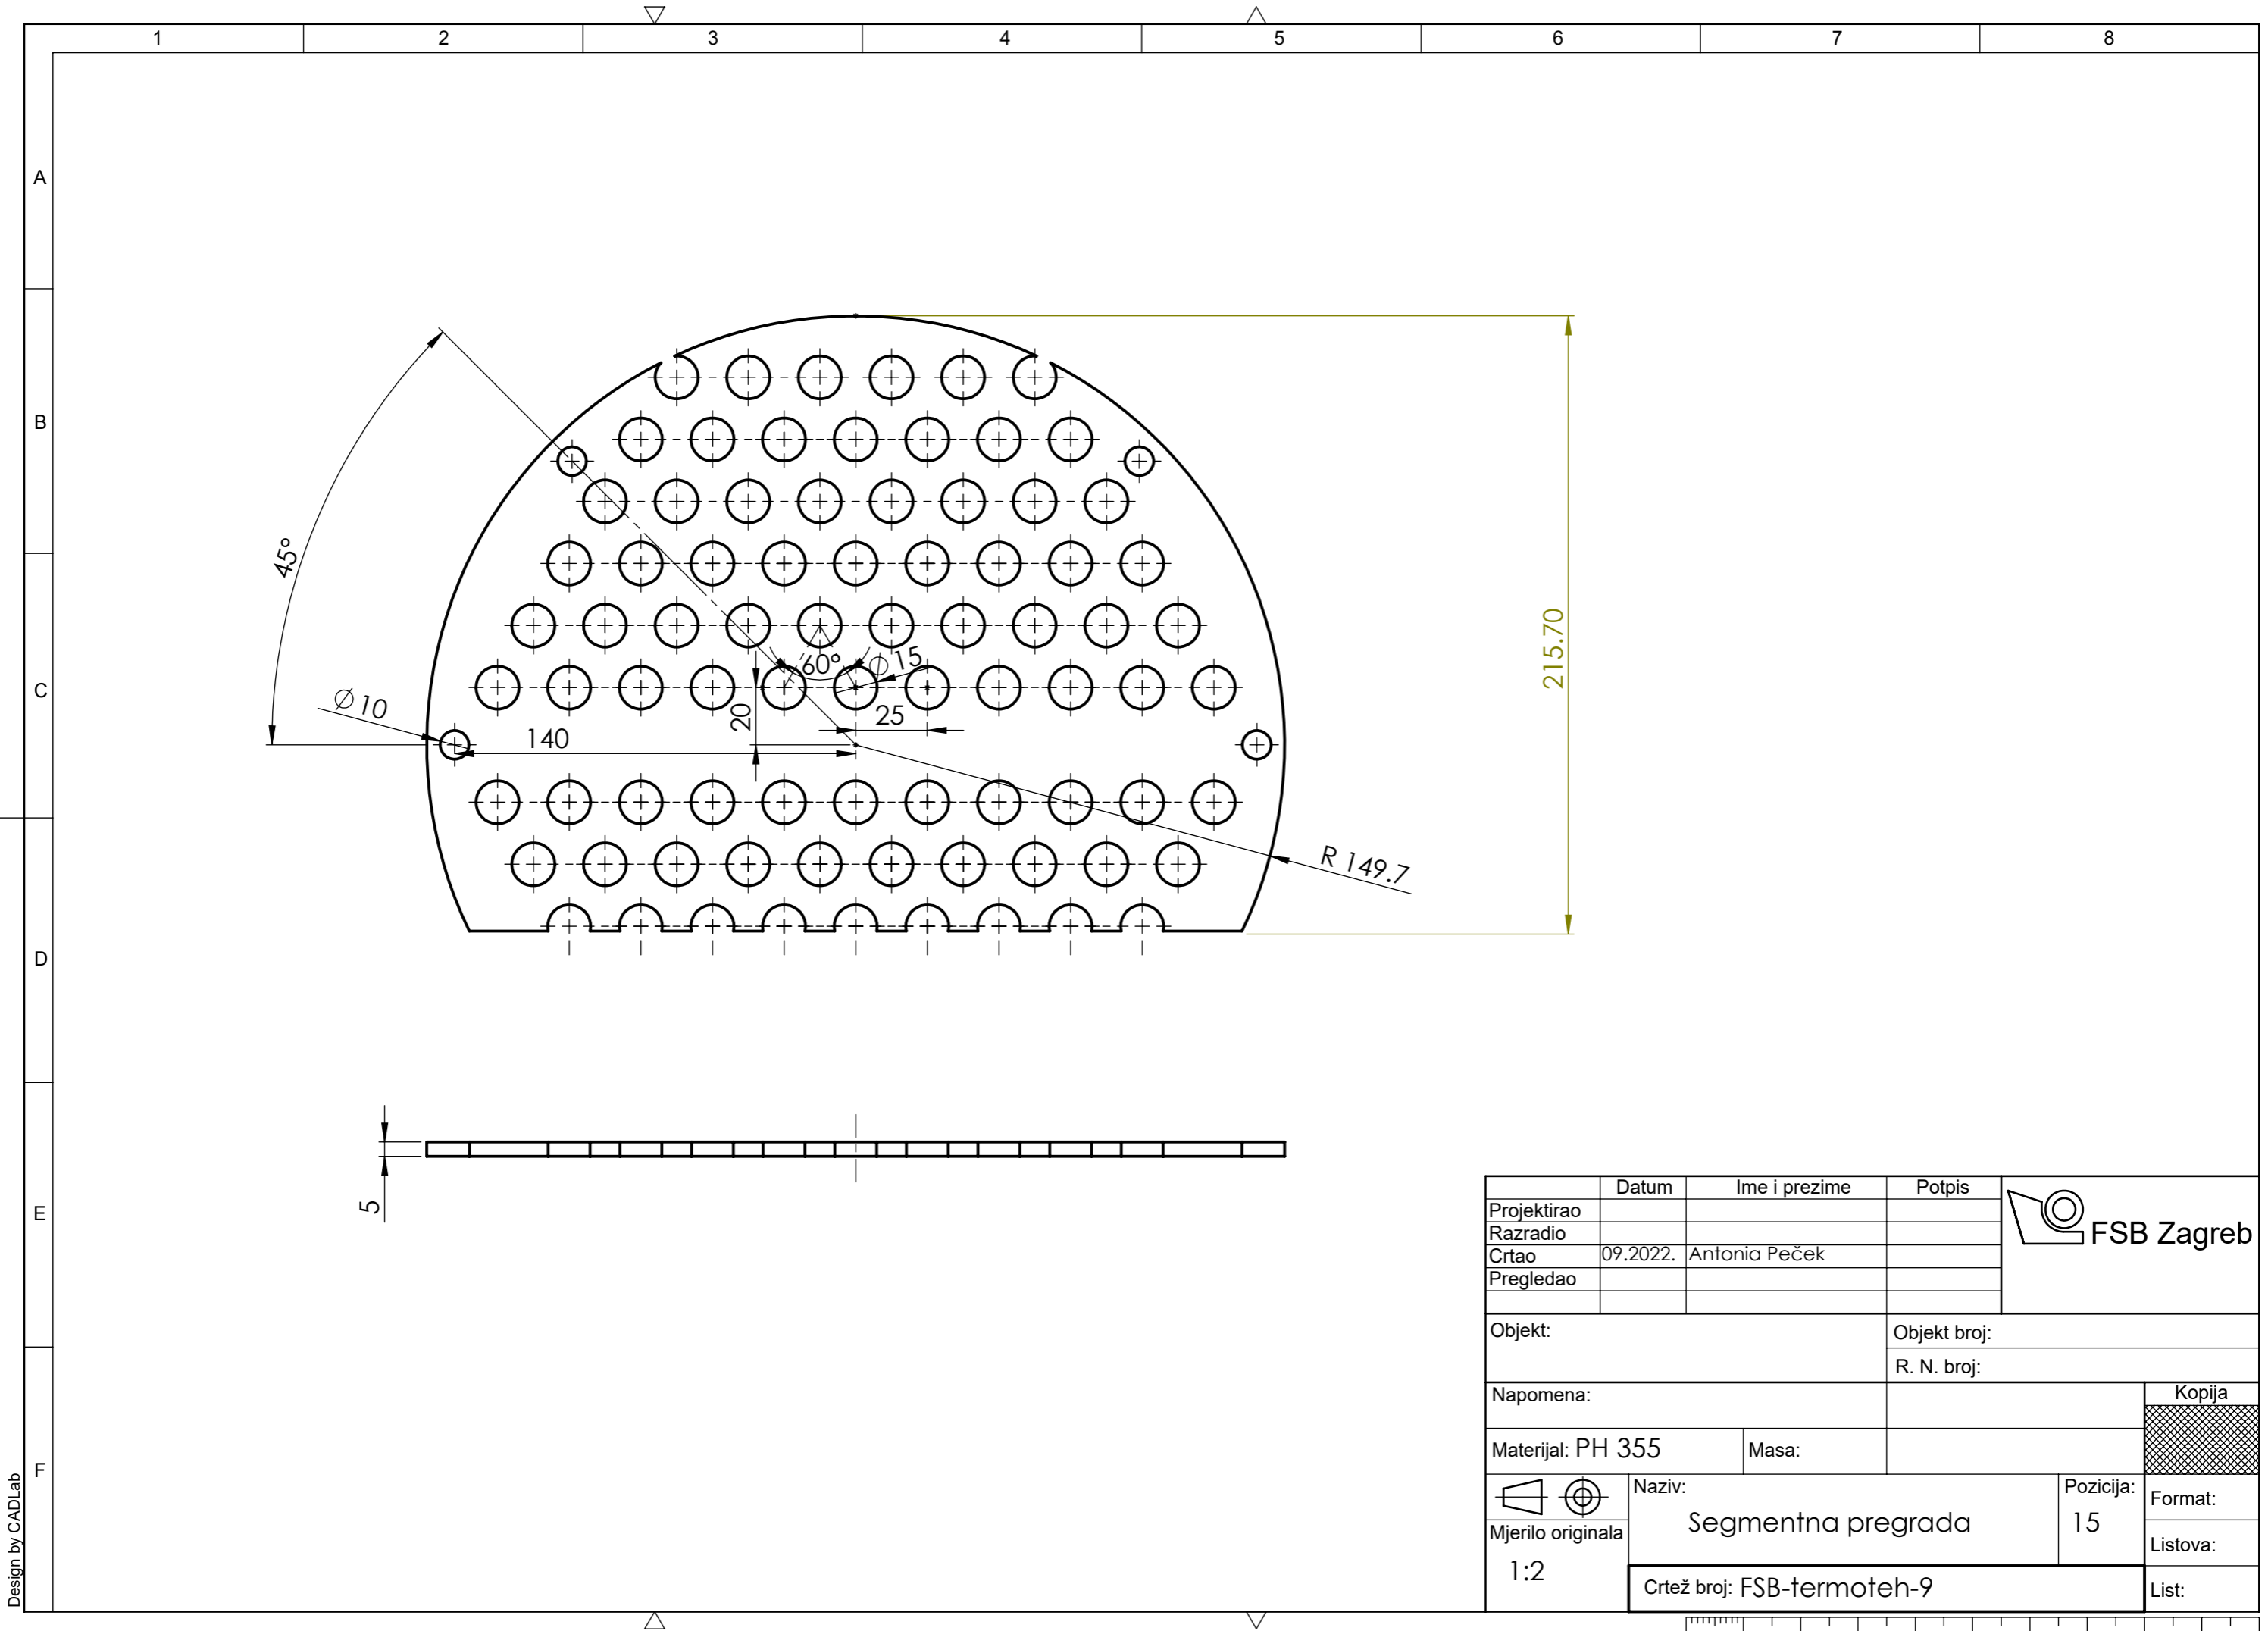 1 2 3 4 5 6 7 8
A
B
C
D
E
F
45°
Ø 10
140
20
60°
Ø 15
25
R 149.7
215.70
5
Datum Ime i prezime Potpis
Projektirao
Razradio
Crtao 09.2022. Antonia Peček
Pregledao
FSB Zagreb
Objekt:
Objekt broj:
R. N. broj:
Napomena:
Kopija
Materijal: PH 355
Masa:
Naziv:
Segmentna pregrada
Pozicija:
15
Format:
Mjerilo originala
1:2
Listova:
Crtež broj: FSB-termoteh-9
List:
Design by CADLab